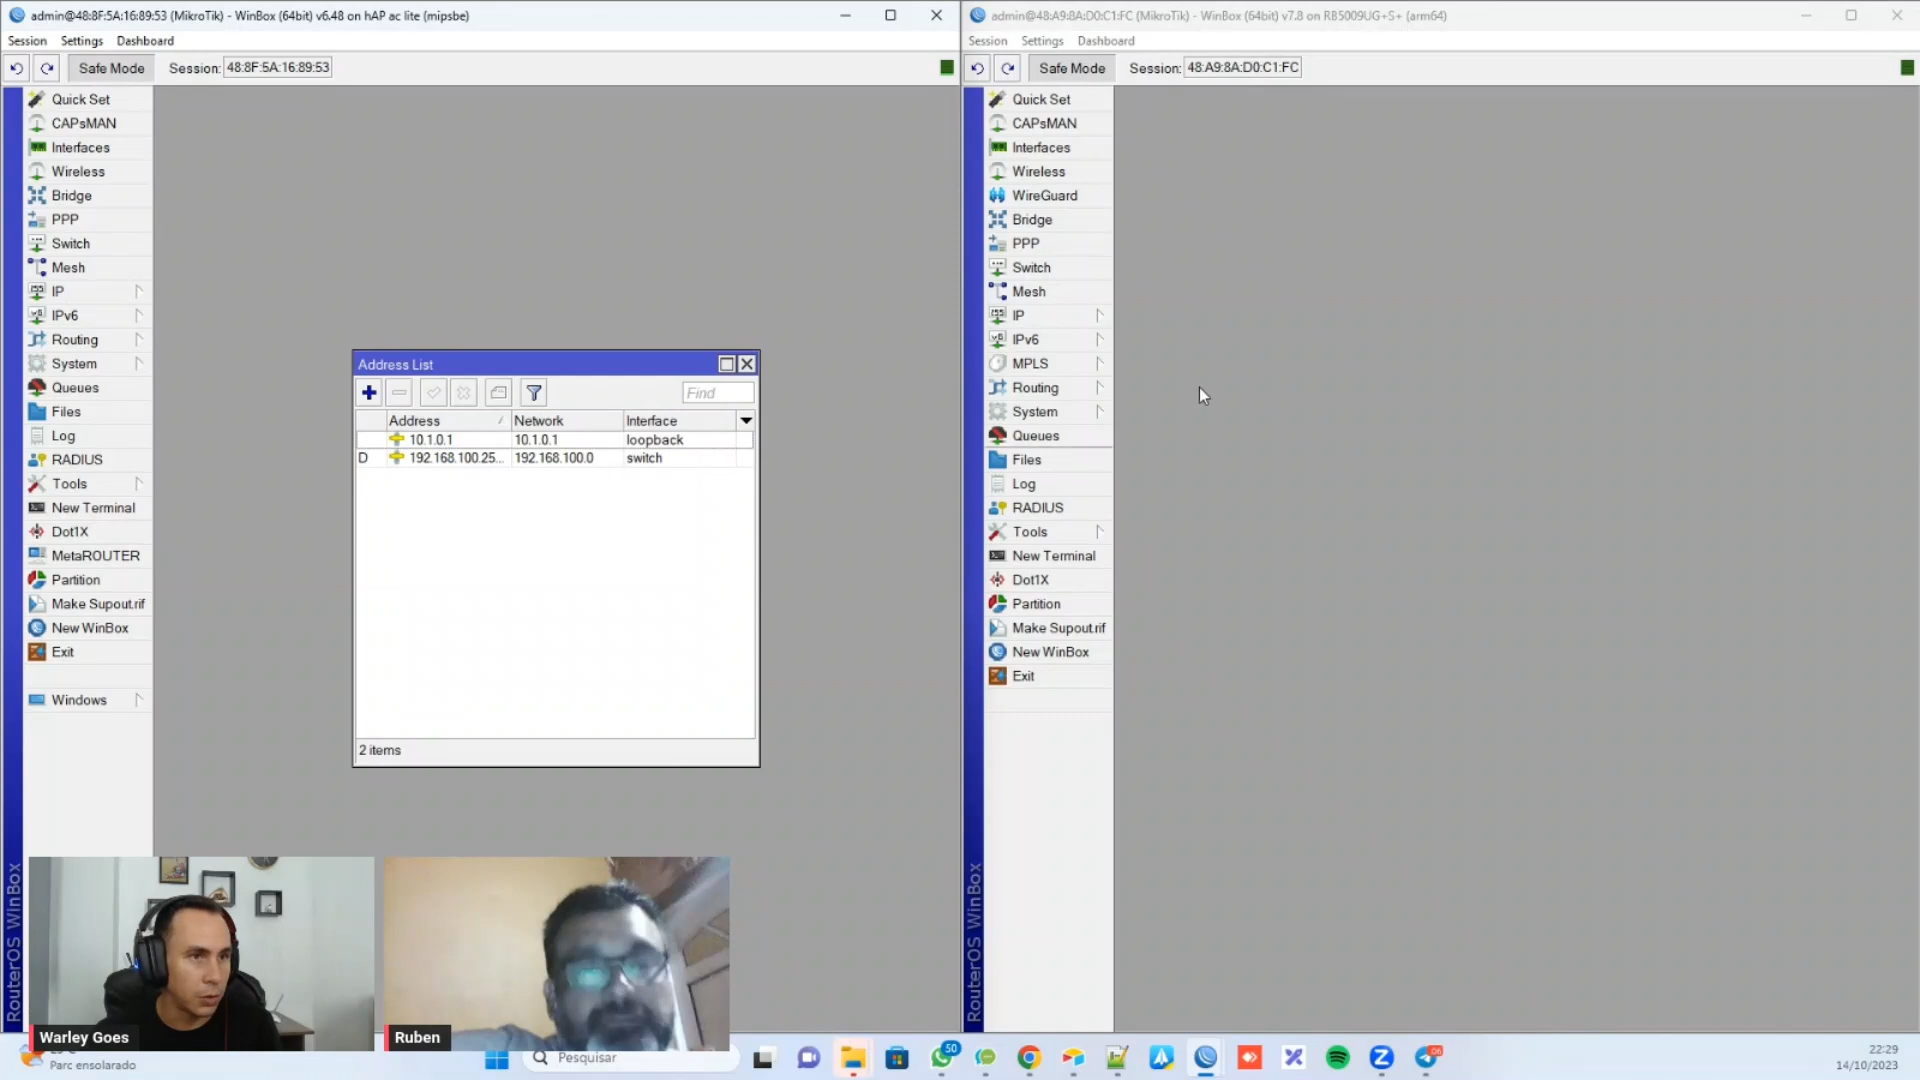 admin@48:8F:5A:16:89:53 (MikroTik) - WinBox (64bit) v6.48 on hAP ac lite (mipsbe)
Session Settings Dashboard
Safe Mode Session: 48:8F:5A:16:89:53
Quick Set
CAPsMAN
Interfaces
Wireless
Bridge
PPP
Switch
Mesh
IP
IPv6
Routing
System
Queues
Files
Log
RADIUS
Tools
New Terminal
Dot1X
MetaROUTER
Partition
Make Supout.rif
New WinBox
Exit
Windows
RouterOS WinBox
Address List
Find
Address Network Interface
10.1.0.1 10.1.0.1 loopback
D 192.168.100.25... 192.168.100.0 switch
2 items
admin@48:A9:8A:D0:C1:FC (MikroTik) - WinBox (64bit) v7.8 on RB5009UG+S+ (arm64)
Session Settings Dashboard
Safe Mode Session: 48:A9:8A:D0:C1:FC
Quick Set
CAPsMAN
Interfaces
Wireless
WireGuard
Bridge
PPP
Switch
Mesh
IP
IPv6
MPLS
Routing
System
Queues
Files
Log
RADIUS
Tools
New Terminal
Dot1X
Partition
Make Supout.rif
New WinBox
Exit
RouterOS WinBox
Warley Goes
Ruben
Parc ensolarado
Pesquisar
50
22:29
14/10/2023